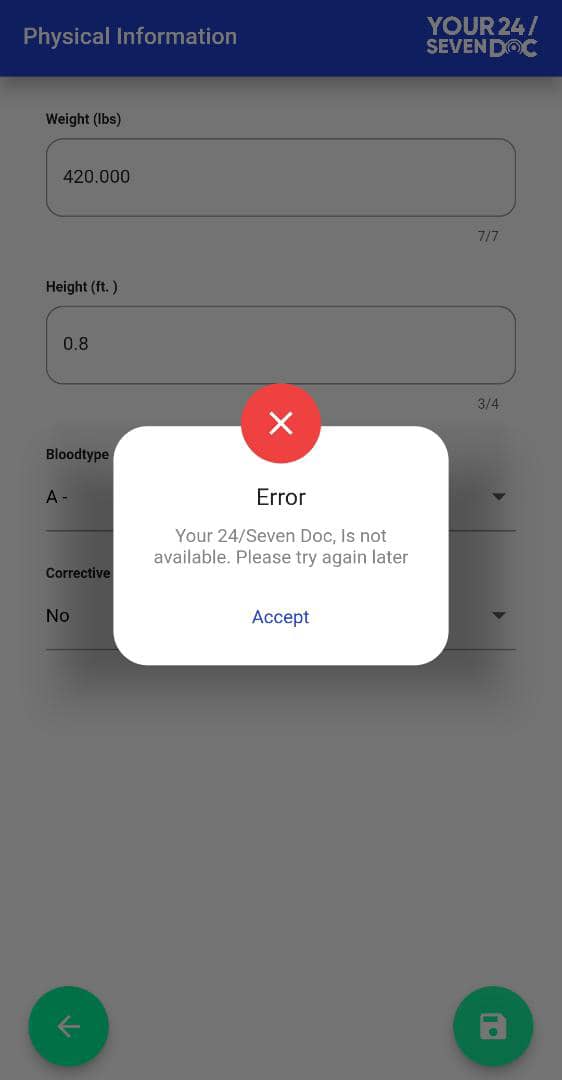 Physical Information
YOUR 24/
SEVEN DOC
Weight (lbs)
420.000
7/7
Height (ft. )
0.8
3/4
Bloodtype
A -
Error
Your 24/Seven Doc, Is not
available. Please try again later
Corrective
No
Accept